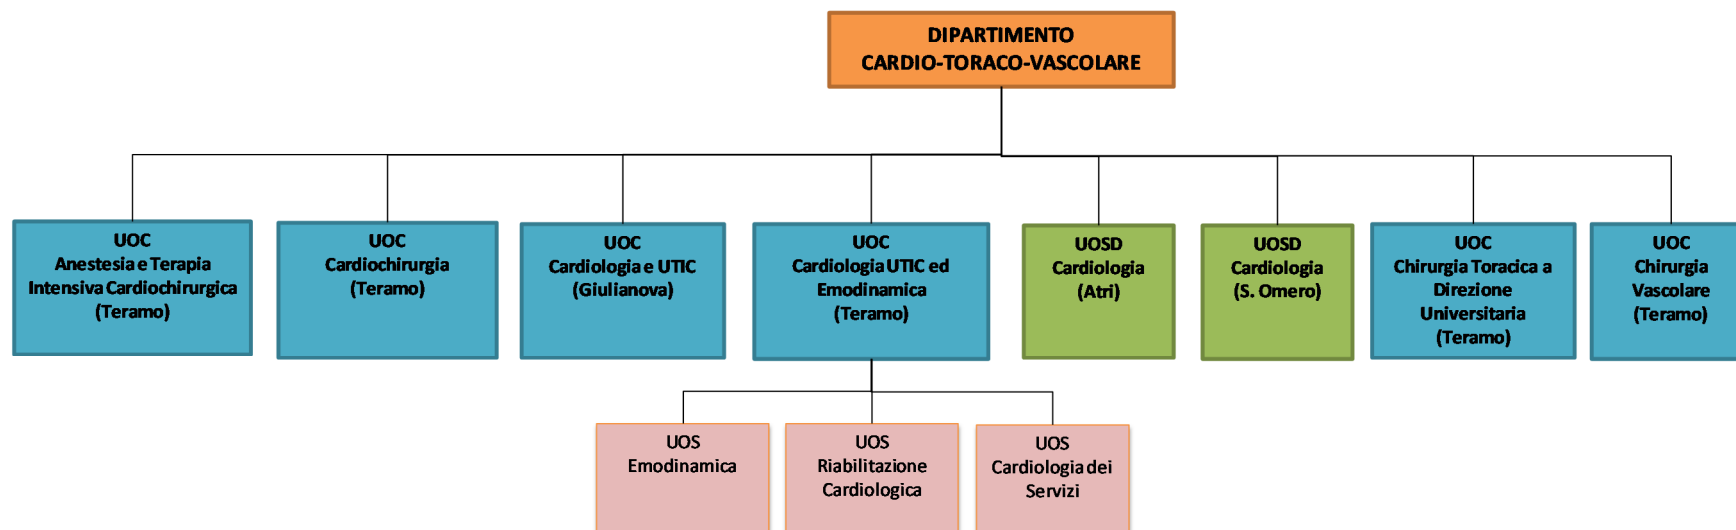 DIPARTIMENTO
CARDIO-TORACO-VASCOLARE
UOC
Anestesia e Terapia
Intensiva Cardiochirurgica
(Teramo)
UOC
Cardiochirurgia
(Teramo)
UOC
Cardiologia e UTIC
(Giulianova)
UOC
Cardiologia UTIC ed
Emodinamica
(Teramo)
UOSD
Cardiologia
(Atri)
UOSD
Cardiologia
(S. Omero)
UOC
Chirurgia Toracica a
Direzione
Universitaria
(Teramo)
UOC
Chirurgia
Vascolare
(Teramo)
UOS
Emodinamica
UOS
Riabilitazione
Cardiologica
UOS
Cardiologia dei
Servizi